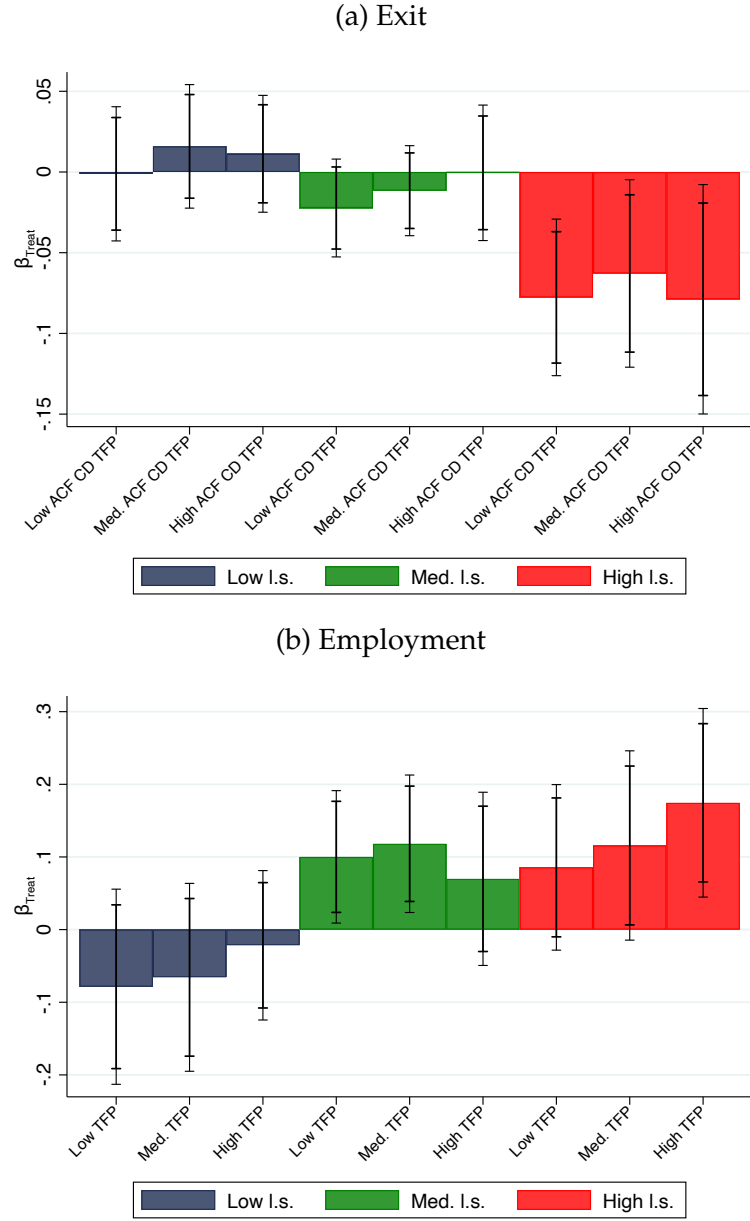 (a) Exit
.05
0
-.05
-.1
-.15
βTreat
Low ACF CD TFP
Med. ACF CD TFP
High ACF CD TFP
Low ACF CD TFP
Med. ACF CD TFP
High ACF CD TFP
Low ACF CD TFP
Med. ACF CD TFP
High ACF CD TFP
Low l.s. Med. l.s. High l.s.
(b) Employment
.3
.2
.1
0
-.1
-.2
βTreat
Low TFP
Med. TFP
High TFP
Low TFP
Med. TFP
High TFP
Low TFP
Med. TFP
High TFP
Low l.s. Med. l.s. High l.s.